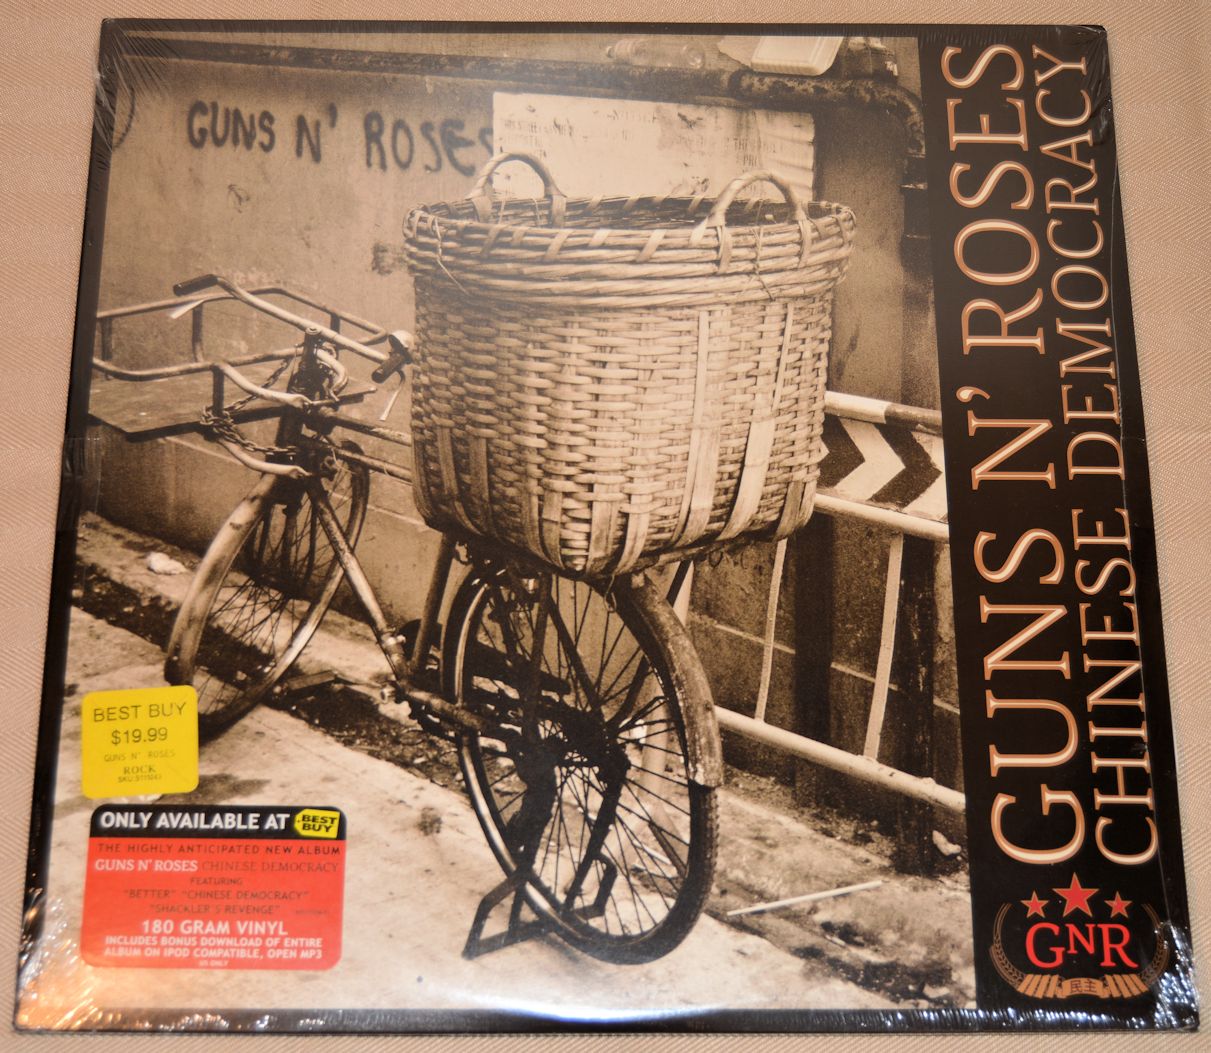 GUNS N' ROSES
GUNS N' ROSES
CHINESE DEMOCRACY
GNR
民主
BEST BUY
$19.99
GUNS N' ROSES
ROCK
ONLY AVAILABLE AT BEST BUY
THE HIGHLY ANTICIPATED NEW ALBUM
GUNS N' ROSES CHINESE DEMOCRACY
FEATURING
"BETTER" "CHINESE DEMOCRACY"
"SHACKLER'S REVENGE"
180 GRAM VINYL
INCLUDES BONUS DOWNLOAD OF ENTIRE
ALBUM ON IPOD COMPATIBLE, OPEN MP3
US ONLY